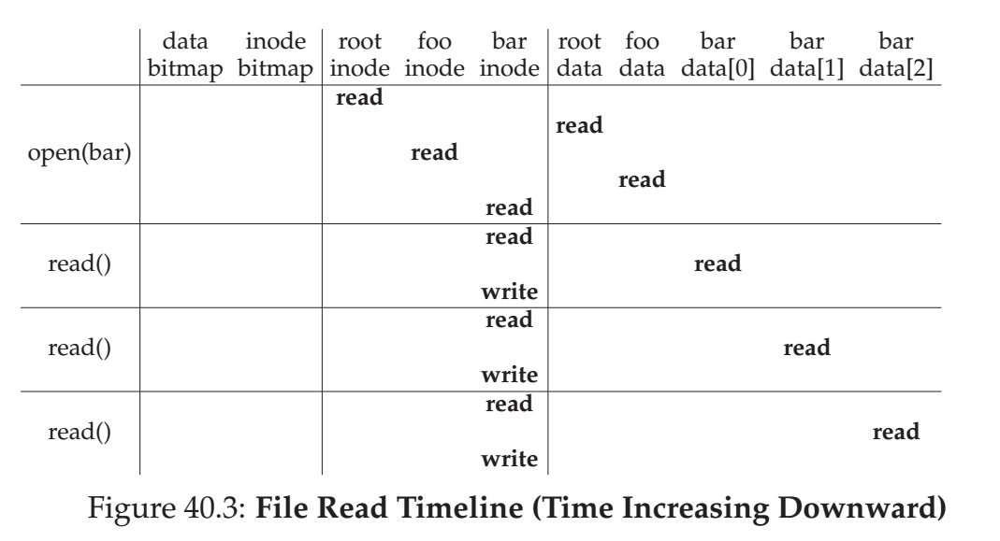 data inode root foo bar root foo bar bar bar
bitmap bitmap inode inode inode data data data[0] data[1] data[2]
read
read
open(bar) read
read
read
read
read() read
write
read
read() read
write
read
read() read
write
Figure 40.3: File Read Timeline (Time Increasing Downward)